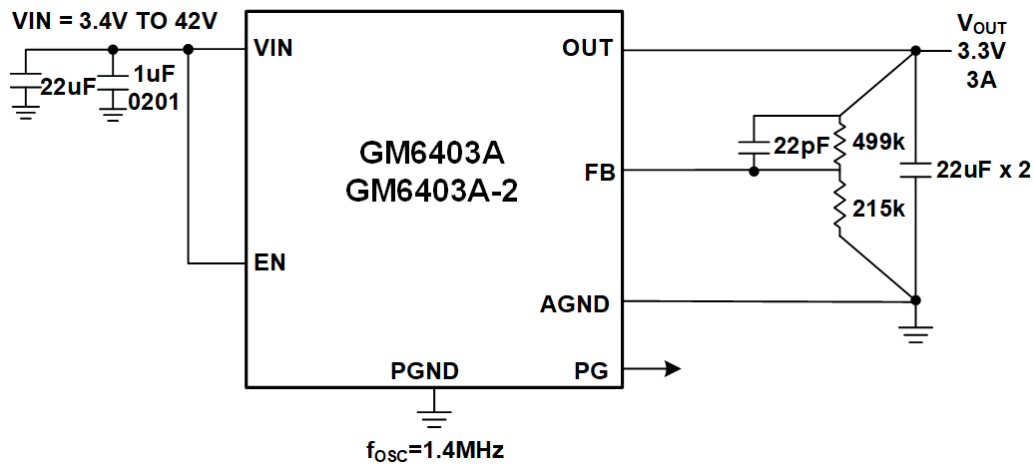 VIN = 3.4V TO 42V
22uF
1uF
0201
VIN
EN
GM6403A
GM6403A-2
OUT
FB
AGND
PG
PGND
fOSC=1.4MHz
22pF
499k
215k
22uF x 2
VOUT
3.3V
3A